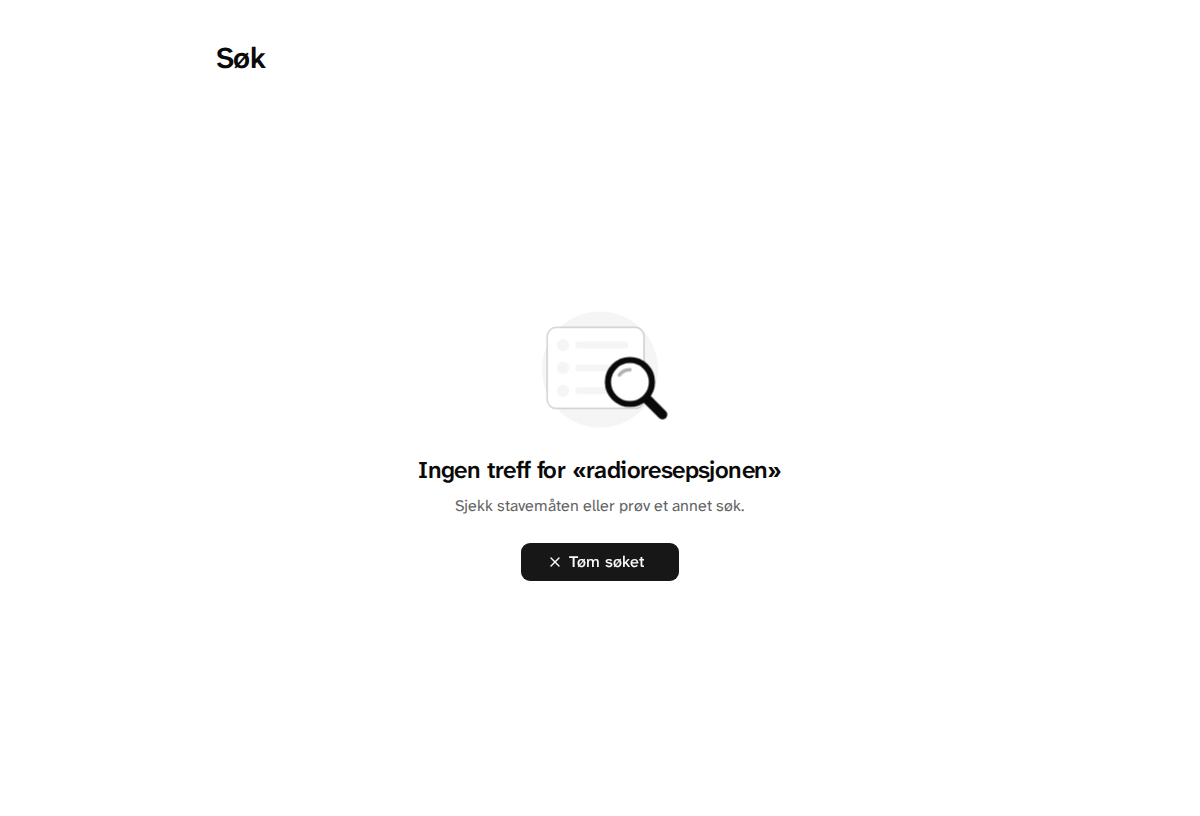 Søk
Ingen treff for «radioresepsjonen»
Sjekk stavemåten eller prøv et annet søk.
Tøm søket